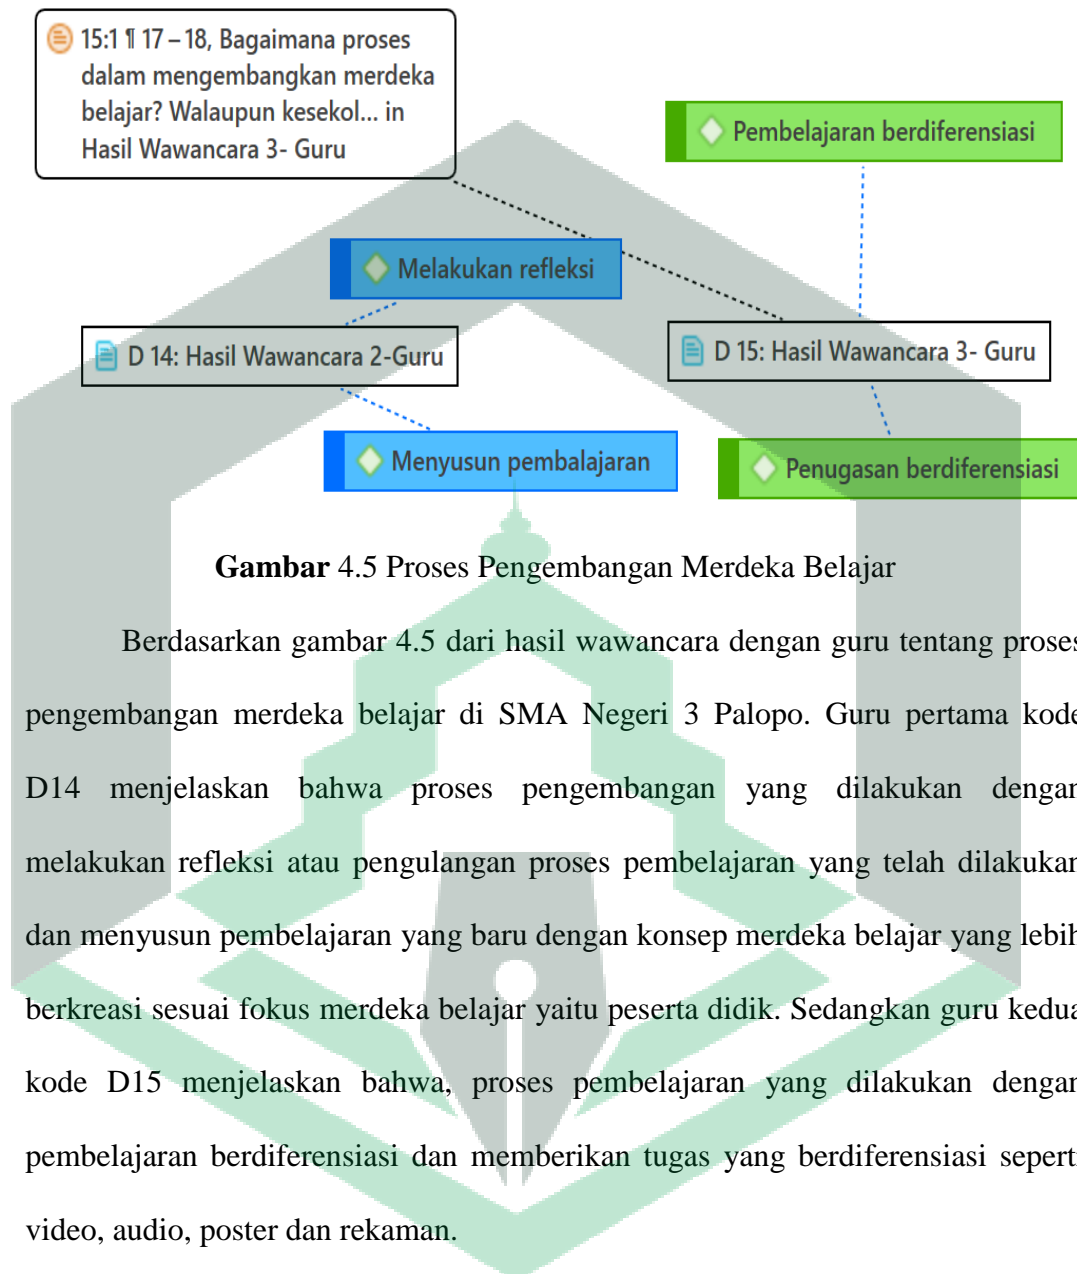 15:1 ¶ 17 – 18, Bagaimana proses
dalam mengembangkan merdeka
belajar? Walaupun kesekol... in
Hasil Wawancara 3- Guru
Pembelajaran berdiferensiasi
Melakukan refleksi
D 14: Hasil Wawancara 2-Guru
D 15: Hasil Wawancara 3- Guru
Menyusun pembalajaran
Penugasan berdiferensiasi
Gambar 4.5 Proses Pengembangan Merdeka Belajar
Berdasarkan gambar 4.5 dari hasil wawancara dengan guru tentang proses
pengembangan merdeka belajar di SMA Negeri 3 Palopo. Guru pertama kode
D14 menjelaskan bahwa proses pengembangan yang dilakukan dengan
melakukan refleksi atau pengulangan proses pembelajaran yang telah dilakukan
dan menyusun pembelajaran yang baru dengan konsep merdeka belajar yang lebih
berkreasi sesuai fokus merdeka belajar yaitu peserta didik. Sedangkan guru kedua
kode D15 menjelaskan bahwa, proses pembelajaran yang dilakukan dengan
pembelajaran berdiferensiasi dan memberikan tugas yang berdiferensiasi seperti
video, audio, poster dan rekaman.